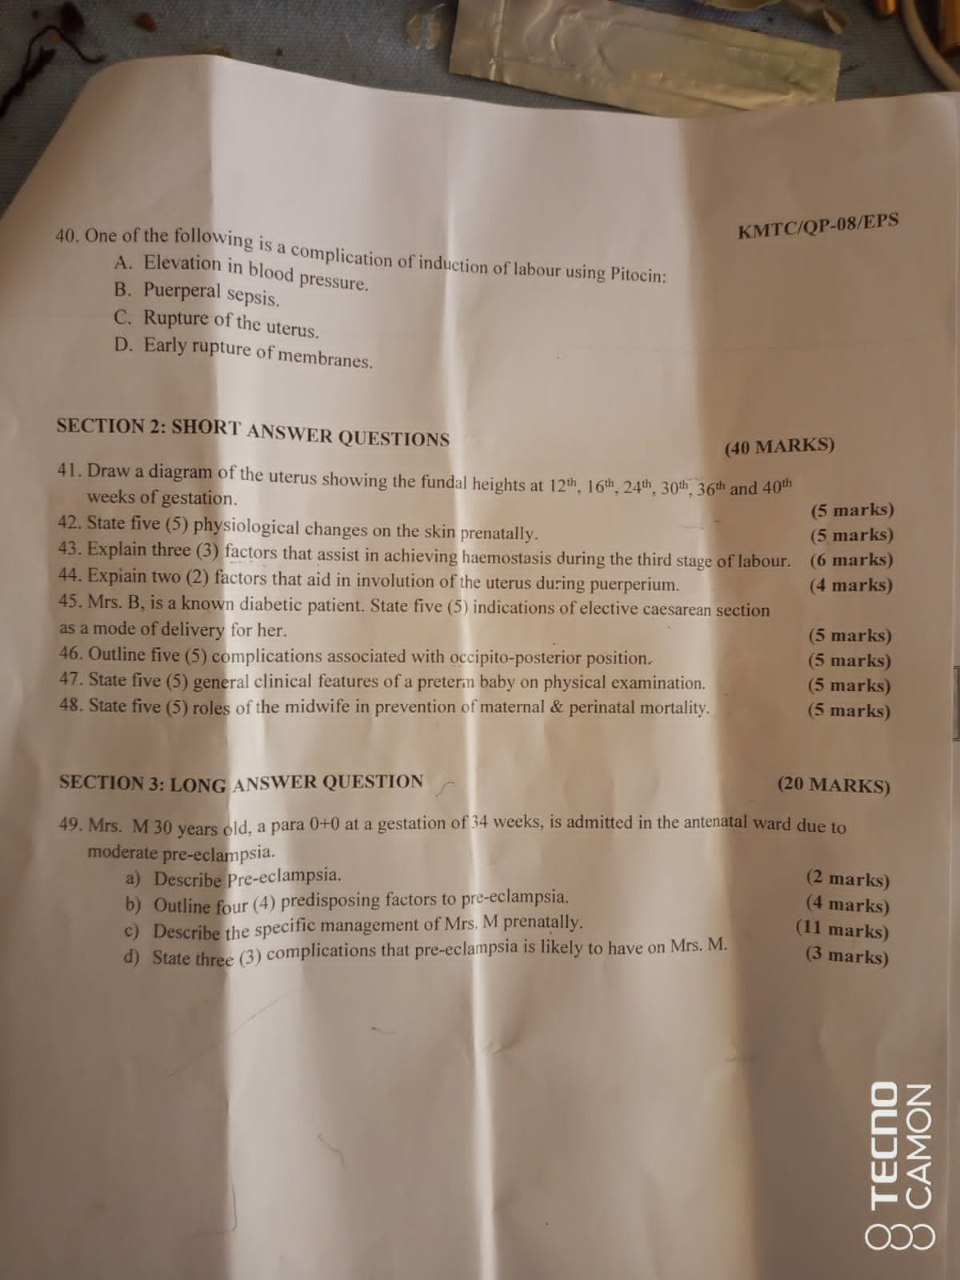 KMTC/QP-08/EPS
40. One of the following is a complication of induction of labour using Pitocin:
A. Elevation in blood pressure.
B. Puerperal sepsis.
C. Rupture of the uterus.
D. Early rupture of membranes.
SECTION 2: SHORT ANSWER QUESTIONS (40 MARKS)
41. Draw a diagram of the uterus showing the fundal heights at 12th, 16th, 24th, 30th, 36th and 40th
weeks of gestation. (5 marks)
42. State five (5) physiological changes on the skin prenatally. (5 marks)
43. Explain three (3) factors that assist in achieving haemostasis during the third stage of labour. (6 marks)
44. Explain two (2) factors that aid in involution of the uterus during puerperium. (4 marks)
45. Mrs. B, is a known diabetic patient. State five (5) indications of elective caesarean section
as a mode of delivery for her. (5 marks)
46. Outline five (5) complications associated with occipito-posterior position. (5 marks)
47. State five (5) general clinical features of a preterm baby on physical examination. (5 marks)
48. State five (5) roles of the midwife in prevention of maternal & perinatal mortality. (5 marks)
SECTION 3: LONG ANSWER QUESTION (20 MARKS)
49. Mrs. M 30 years old, a para 0+0 at a gestation of 34 weeks, is admitted in the antenatal ward due to
moderate pre-eclampsia.
a) Describe Pre-eclampsia. (2 marks)
b) Outline four (4) predisposing factors to pre-eclampsia. (4 marks)
c) Describe the specific management of Mrs. M prenatally. (11 marks)
d) State three (3) complications that pre-eclampsia is likely to have on Mrs. M. (3 marks)
TECNO
CAMON